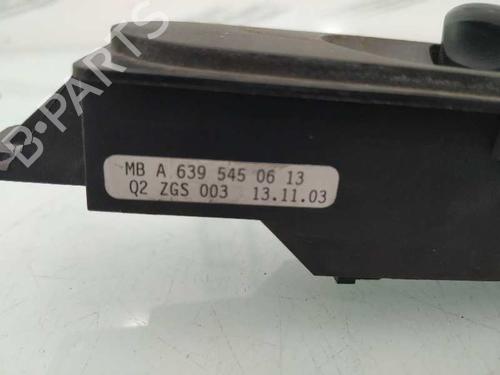 B-PARTS
MB A 639 545 06 13
Q2 ZGS 003 13.11.03